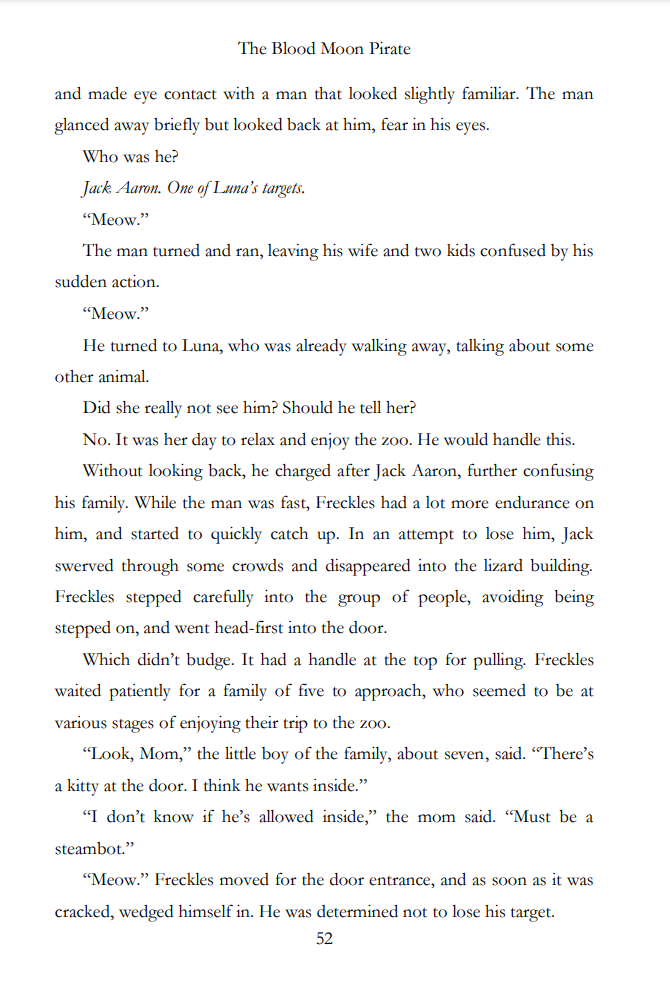 The Blood Moon Pirate
and made eye contact with a man that looked slightly familiar. The man
glanced away briefly but looked back at him, fear in his eyes.
Who was he?
Jack Aaron. One of Luna’s targets.
“Meow.”
The man turned and ran, leaving his wife and two kids confused by his
sudden action.
“Meow.”
He turned to Luna, who was already walking away, talking about some
other animal.
Did she really not see him? Should he tell her?
No. It was her day to relax and enjoy the zoo. He would handle this.
Without looking back, he charged after Jack Aaron, further confusing
his family. While the man was fast, Freckles had a lot more endurance on
him, and started to quickly catch up. In an attempt to lose him, Jack
swerved through some crowds and disappeared into the lizard building.
Freckles stepped carefully into the group of people, avoiding being
stepped on, and went head-first into the door.
Which didn’t budge. It had a handle at the top for pulling. Freckles
waited patiently for a family of five to approach, who seemed to be at
various stages of enjoying their trip to the zoo.
“Look, Mom,” the little boy of the family, about seven, said. “There’s
a kitty at the door. I think he wants inside.”
“I don’t know if he’s allowed inside,” the mom said. “Must be a
steambot.”
“Meow.” Freckles moved for the door entrance, and as soon as it was
cracked, wedged himself in. He was determined not to lose his target.
52